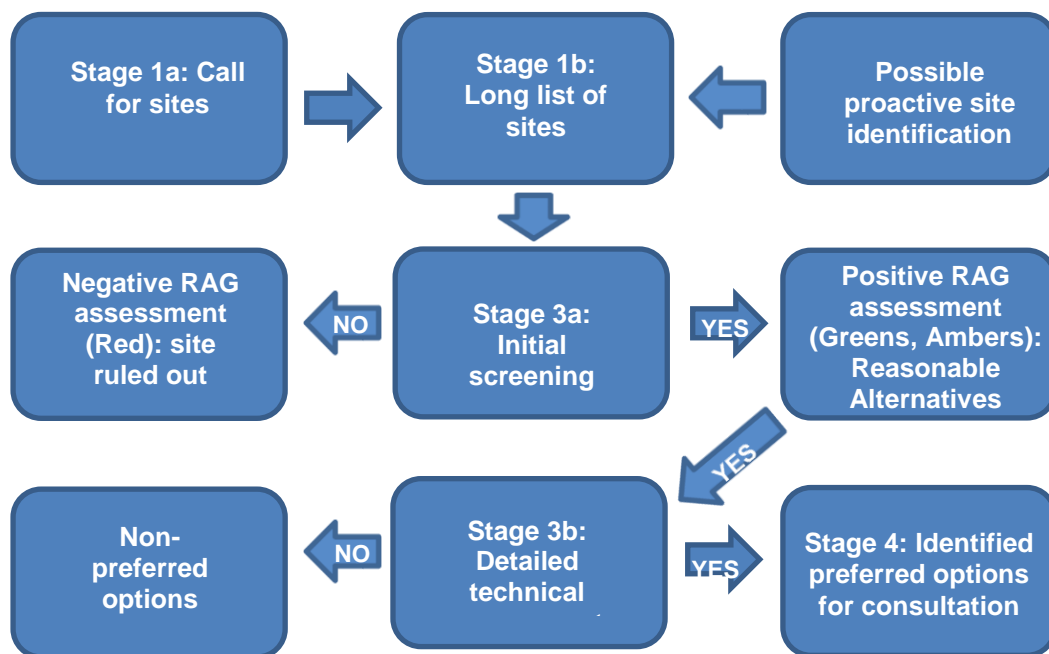 Stage 1a: Call
for sites
Stage 1b:
Long list of
sites
Possible
proactive site
identification
Negative RAG
assessment
(Red): site
ruled out
NO
Stage 3a:
Initial
screening
YES
Positive RAG
assessment
(Greens, Ambers):
Reasonable
Alternatives
YES
Non-
preferred
options
NO
Stage 3b:
Detailed
technical
YES
Stage 4: Identified
preferred options
for consultation